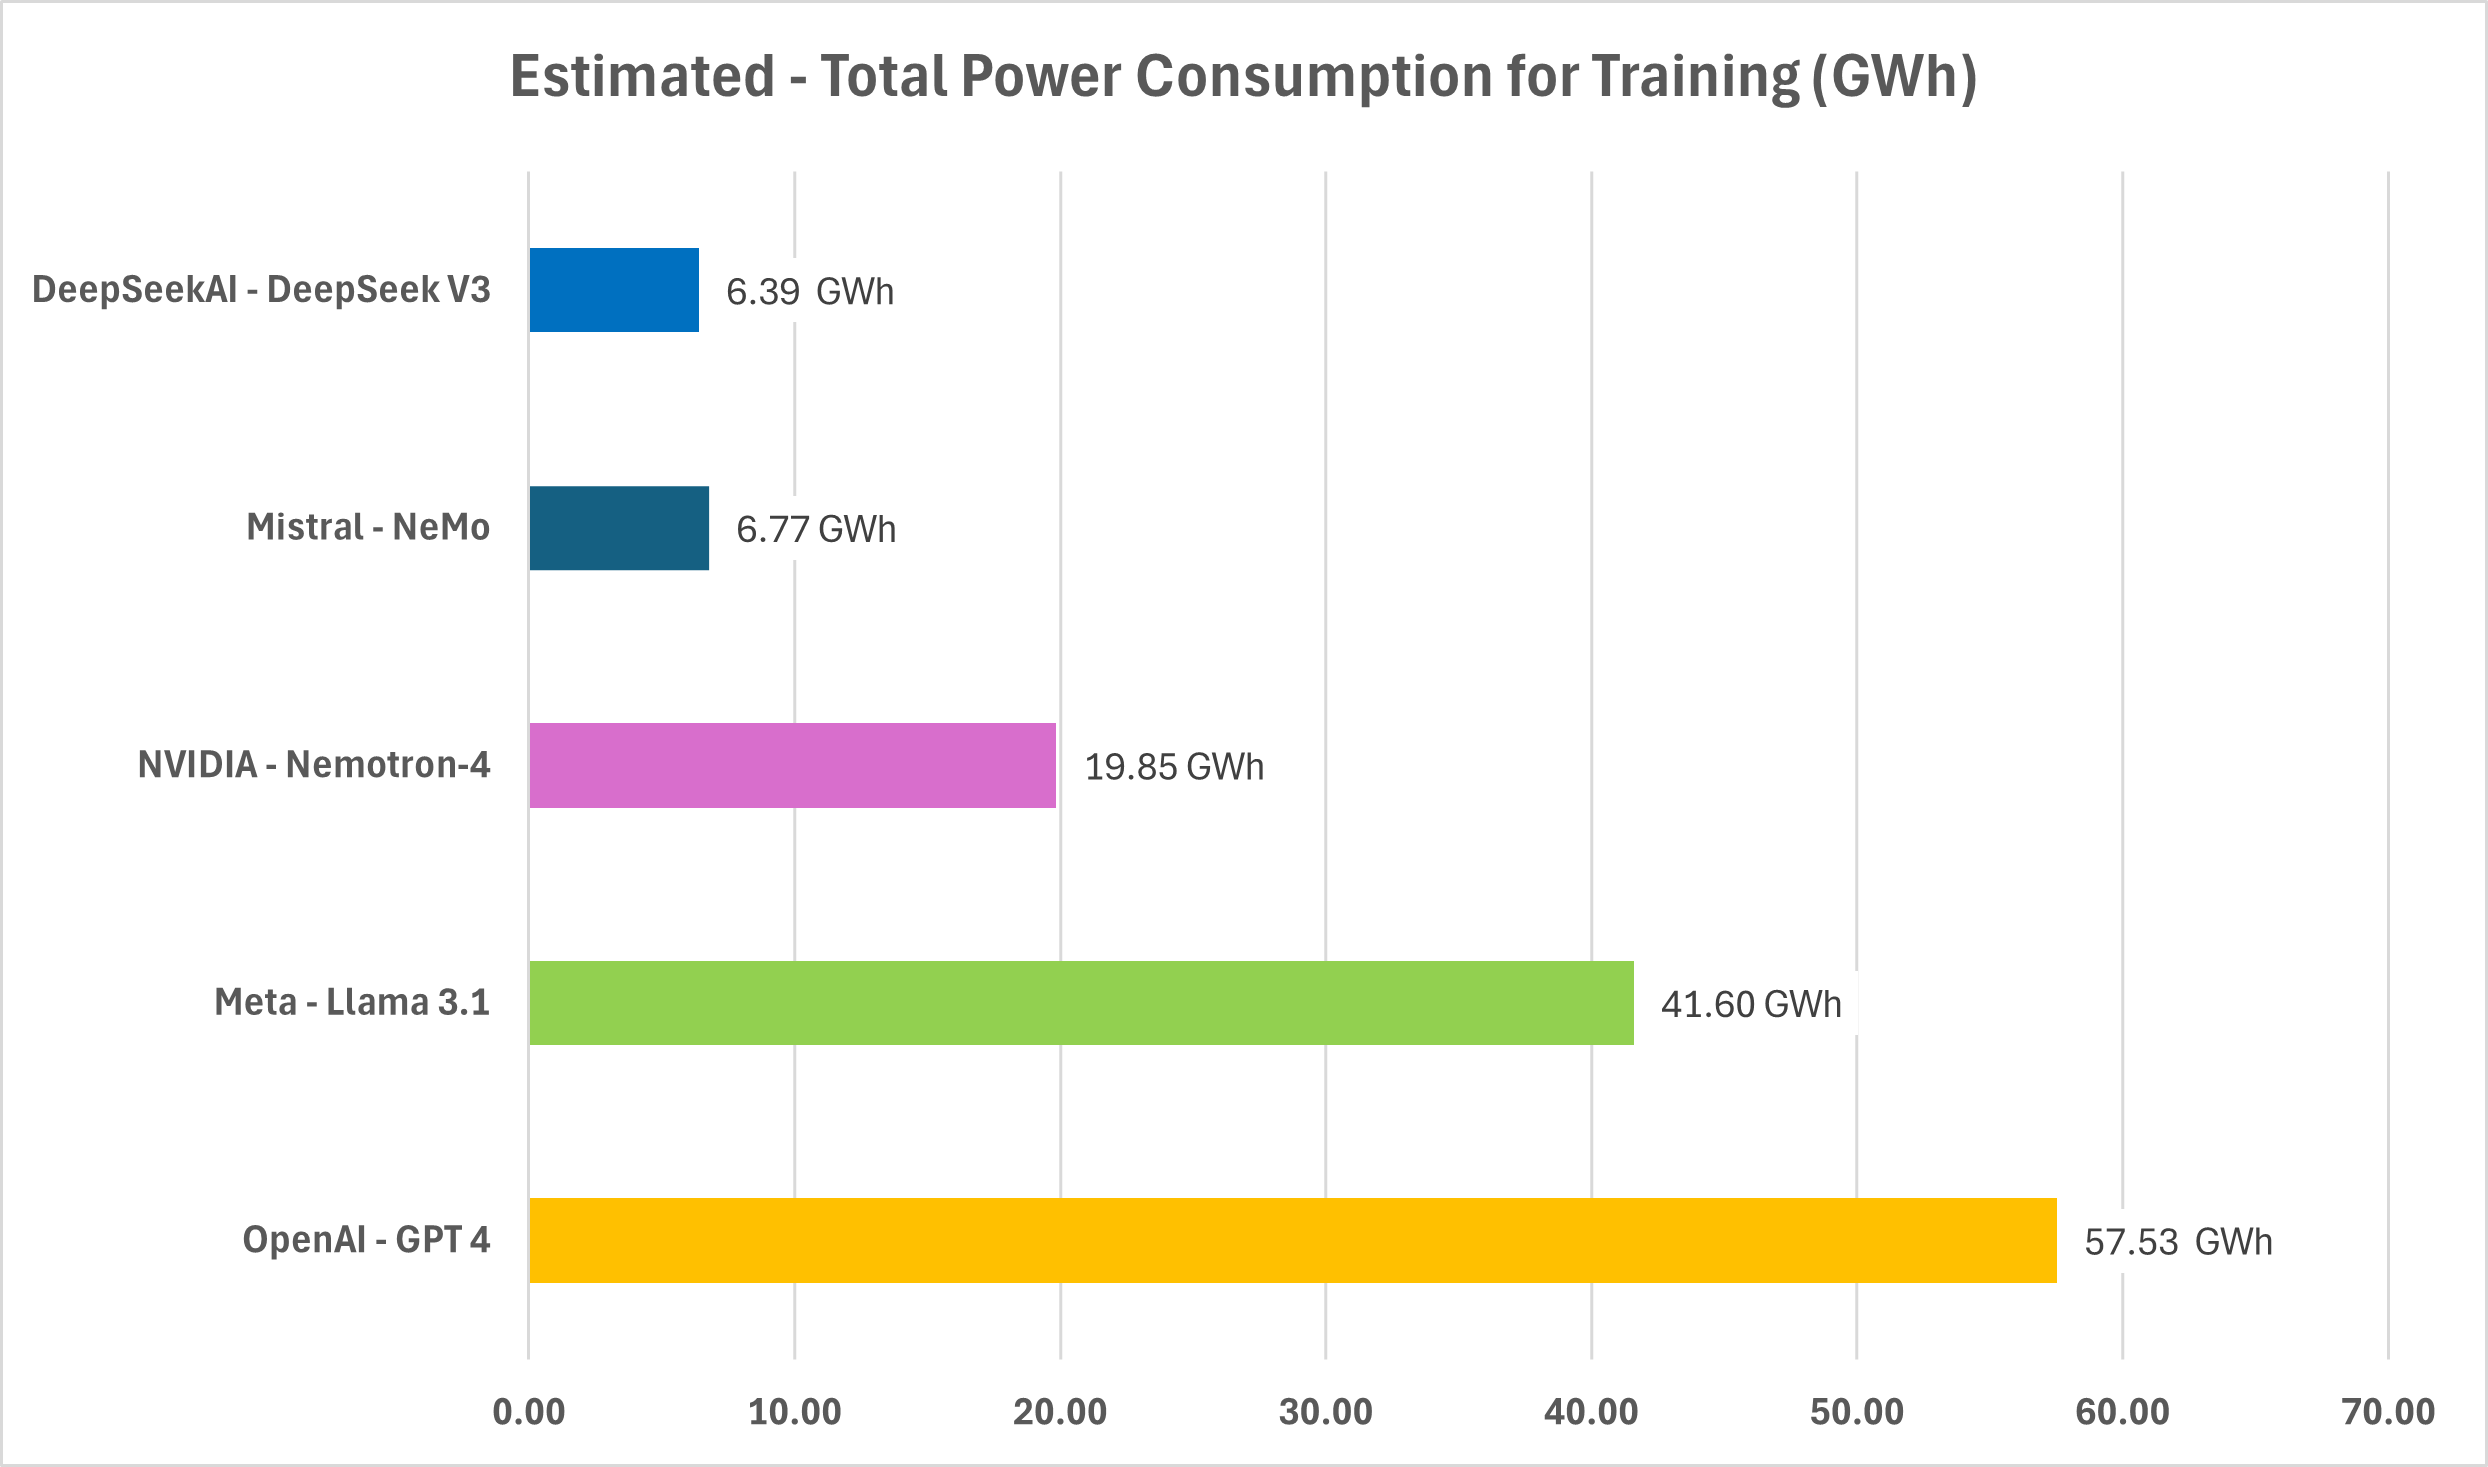 Estimated - Total Power Consumption for Training (GWh)
DeepSeekAI - DeepSeek V3
6.39 GWh
Mistral - NeMo
6.77 GWh
NVIDIA - Nemotron-4
19.85 GWh
Meta - Llama 3.1
41.60 GWh
OpenAI - GPT 4
57.53 GWh
0.00 10.00 20.00 30.00 40.00 50.00 60.00 70.00